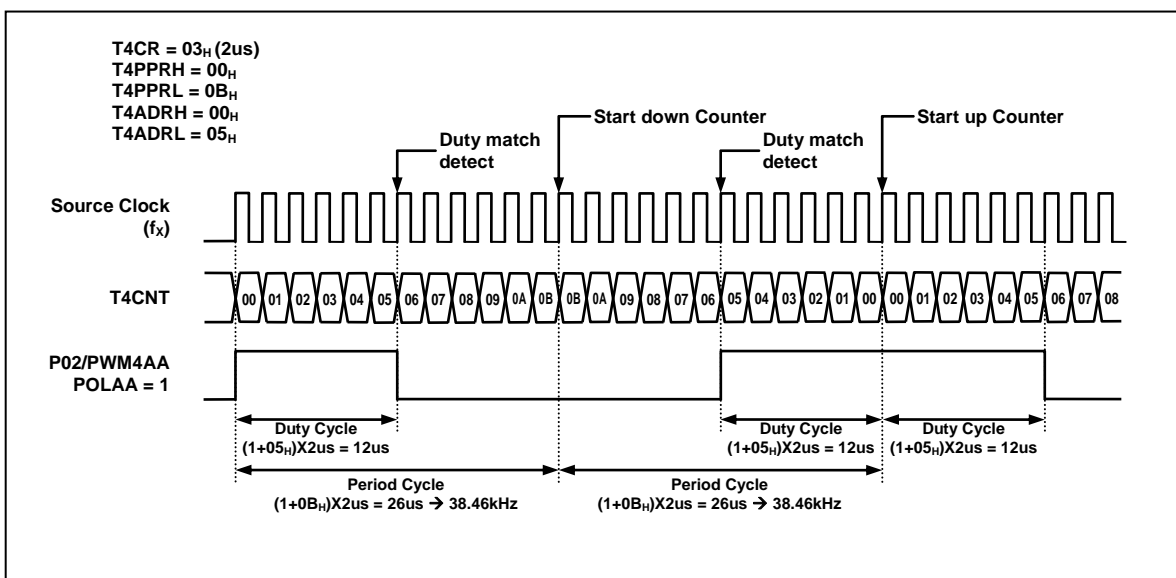 T4CR = 03H (2us)
T4PPRH = 00H
T4PPRL = 0BH
T4ADRH = 00H
T4ADRL = 05H
Duty match
detect
Start down Counter
Duty match
detect
Start up Counter
Source Clock
(fX)
T4CNT
00 01 02 03 04 05 06 07 08 09 0A 0B 0B 0A 09 08 07 06 05 04 03 02 01 00 00 01 02 03 04 05 06 07 08
P02/PWM4AA
POLAA = 1
Duty Cycle
(1+05H)X2us = 12us
Duty Cycle
(1+05H)X2us = 12us
Duty Cycle
(1+05H)X2us = 12us
Period Cycle
(1+0BH)X2us = 26us → 38.46kHz
Period Cycle
(1+0BH)X2us = 26us → 38.46kHz